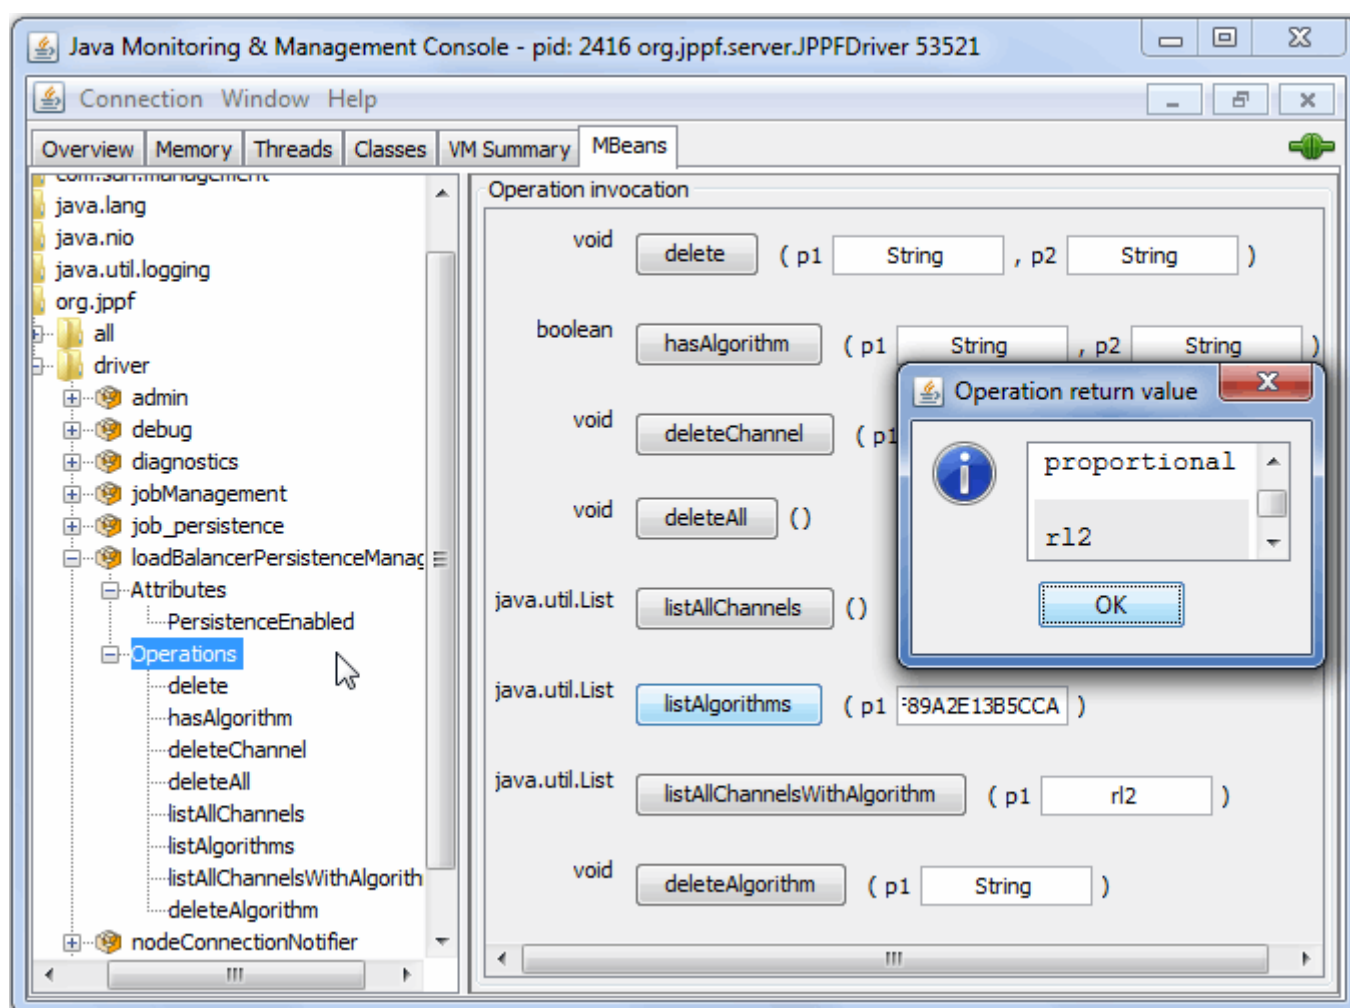 Java Monitoring & Management Console - pid: 2416 org.jppf.server.JPPFDriver 53521
Connection Window Help
Overview Memory Threads Classes VM Summary MBeans
com.sun.management
java.lang
java.nio
java.util.logging
org.jppf
all
driver
admin
debug
diagnostics
jobManagement
job_persistence
loadBalancerPersistenceManag
Attributes
PersistenceEnabled
Operations
delete
hasAlgorithm
deleteChannel
deleteAll
listAllChannels
listAlgorithms
listAllChannelsWithAlgorith
deleteAlgorithm
nodeConnectionNotifier
Operation invocation
void delete ( p1 String , p2 String )
boolean hasAlgorithm ( p1 String , p2 String )
void deleteChannel ( p1
void deleteAll ()
java.util.List listAllChannels ()
java.util.List listAlgorithms ( p1 F89A2E13B5CCA )
java.util.List listAllChannelsWithAlgorithm ( p1 rl2 )
void deleteAlgorithm ( p1 String )
Operation return value
proportional
rl2
OK